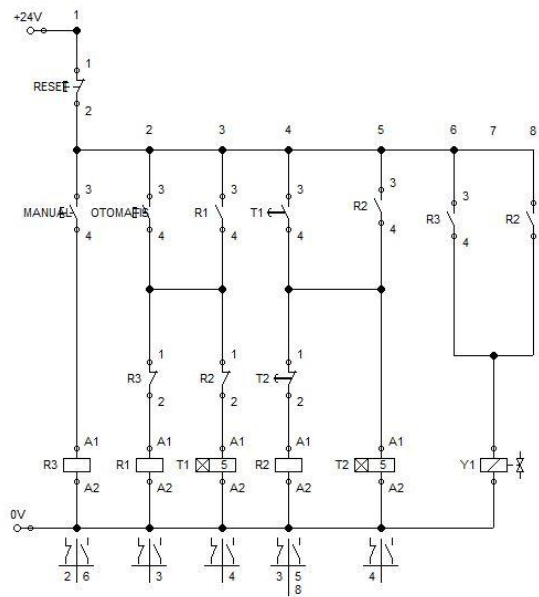 +24V
1
1
RESET
2
2 3 4 5 6 7 8
3 3 3 3 3
MANUAL OTOMATIS R1 T1 R2 R3 R2
4 4 4 4 4 4
1 1 1
R3 R2 T2
2 2 2
A1 A1 A1 A1 A1
R3 R1 T1 5 R2 T2 5 Y1
A2 A2 A2 A2 A2
0V
2 6 3 4 3 5 4
8